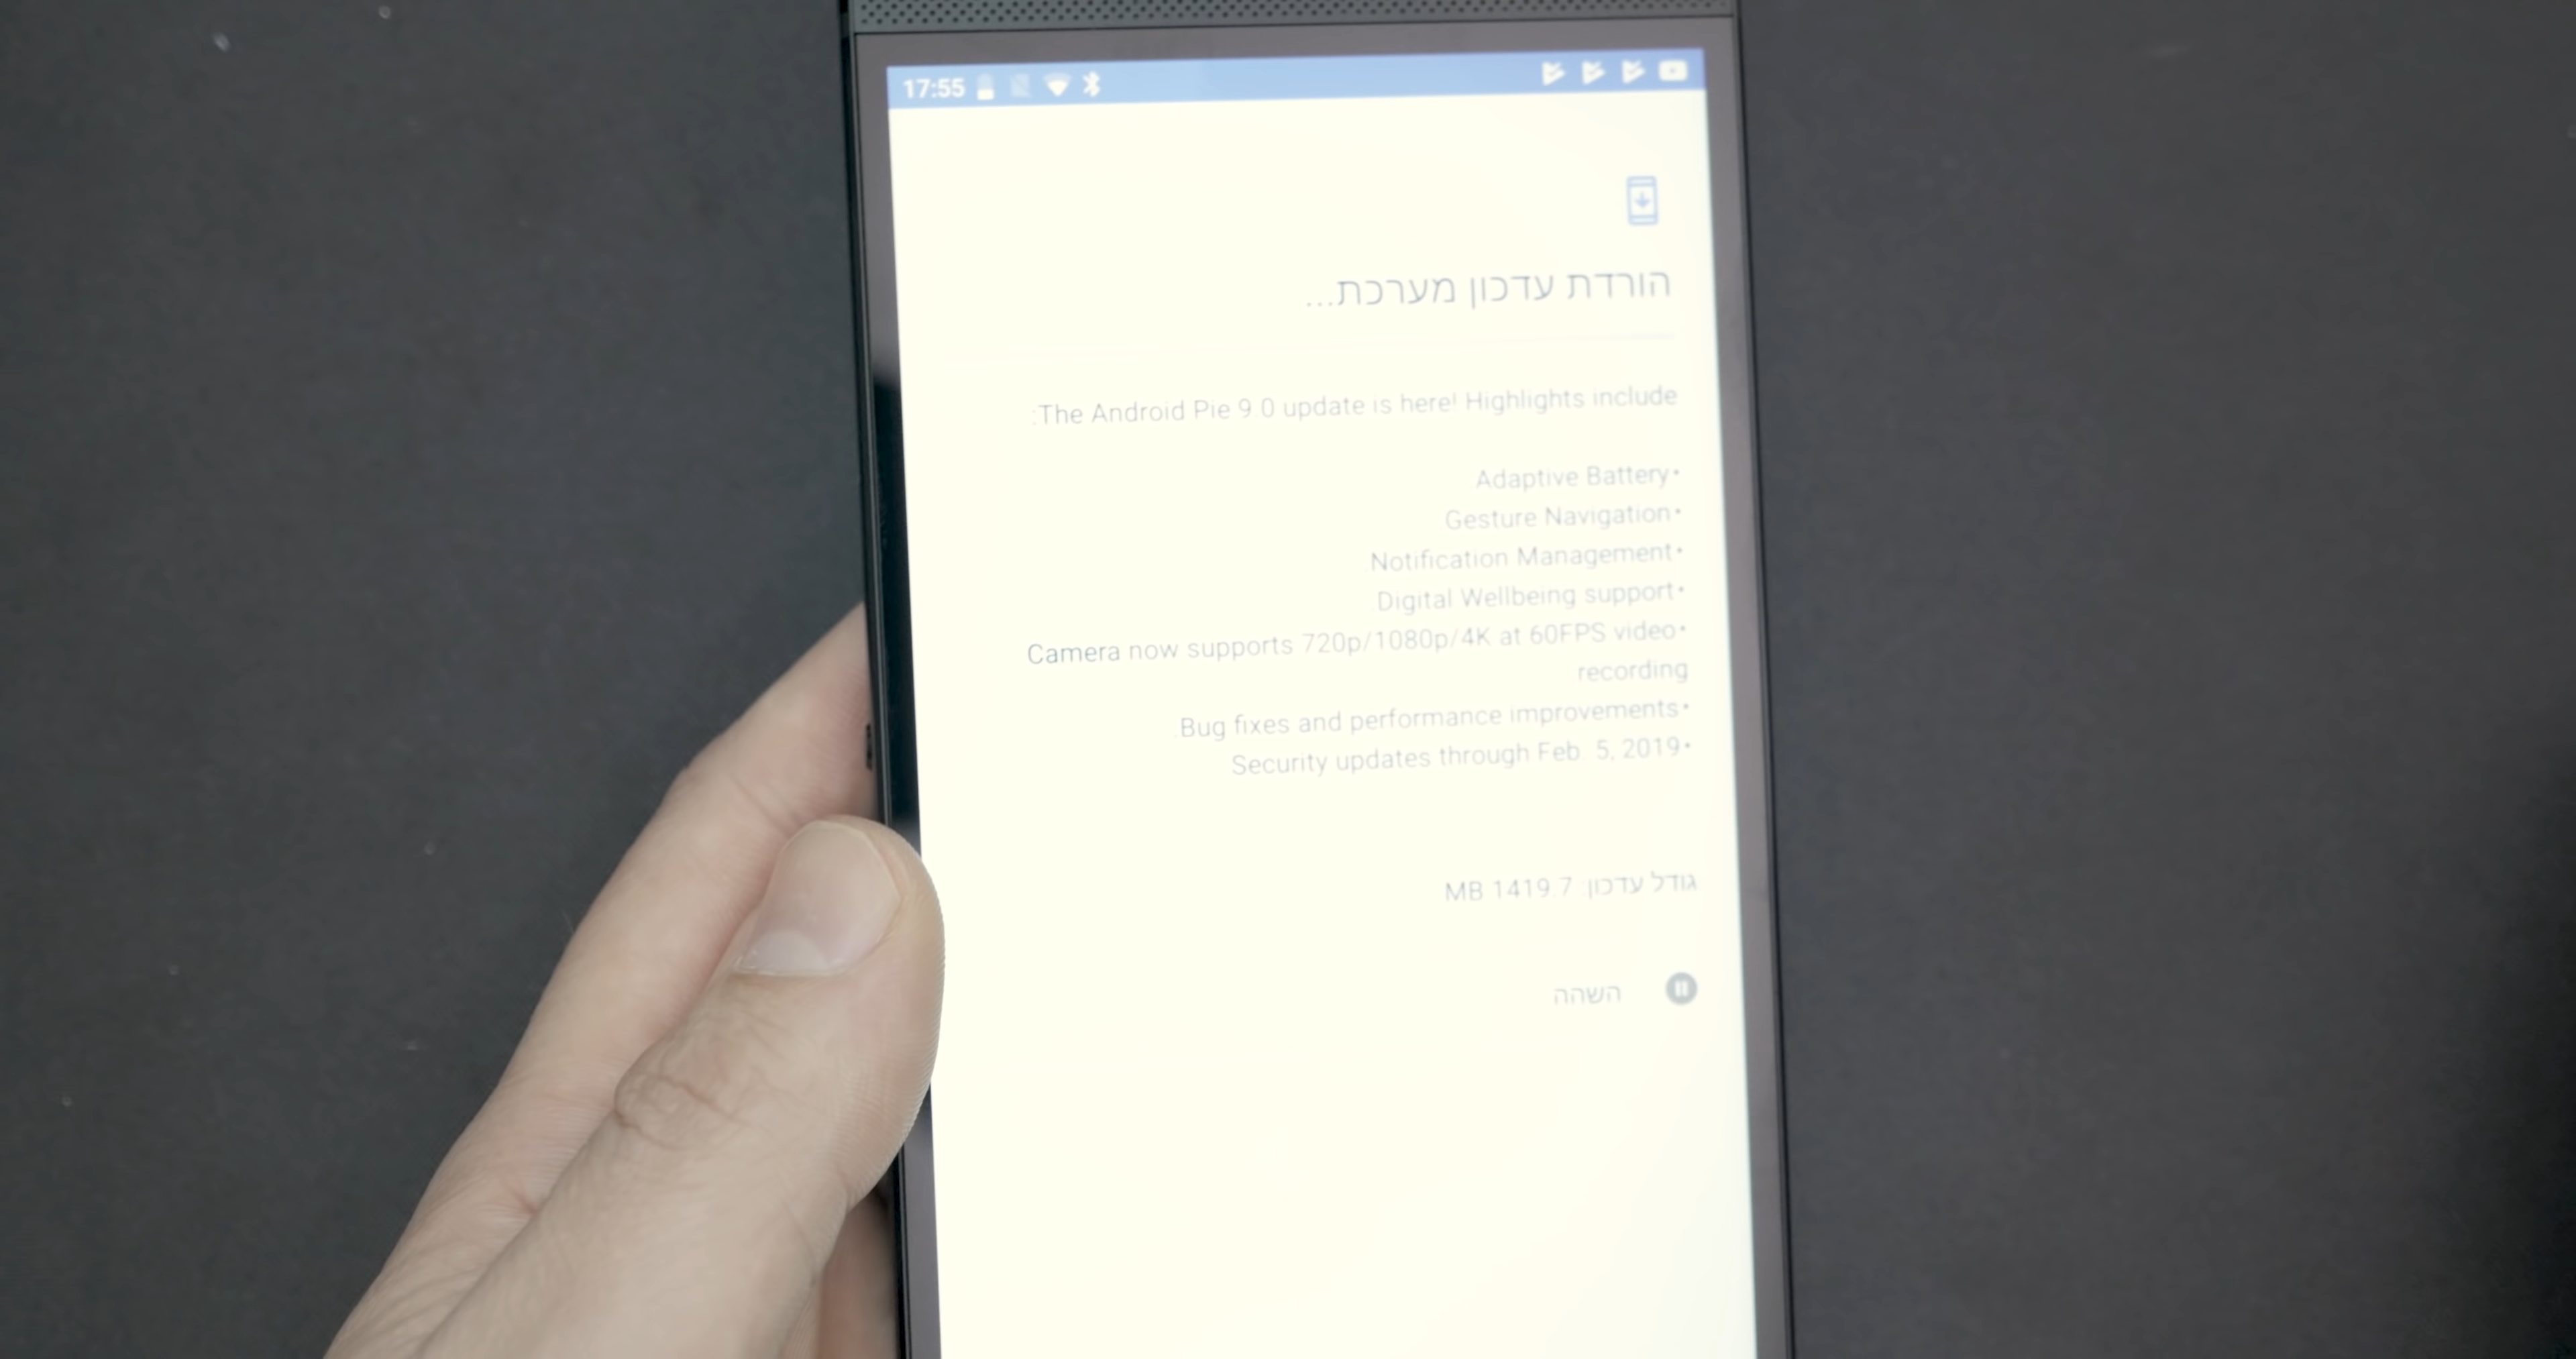 17:55
הורדת עדכון מערכת...
The Android Pie 9.0 update is here! Highlights include:
•Adaptive Battery
•Gesture Navigation
•Notification Management.
•Digital Wellbeing support
•Camera now supports 720p/1080p/4K at 60FPS video
recording
•Bug fixes and performance improvements.
•Security updates through Feb. 5, 2019
גודל עדכון: 1419.7 MB
השהה